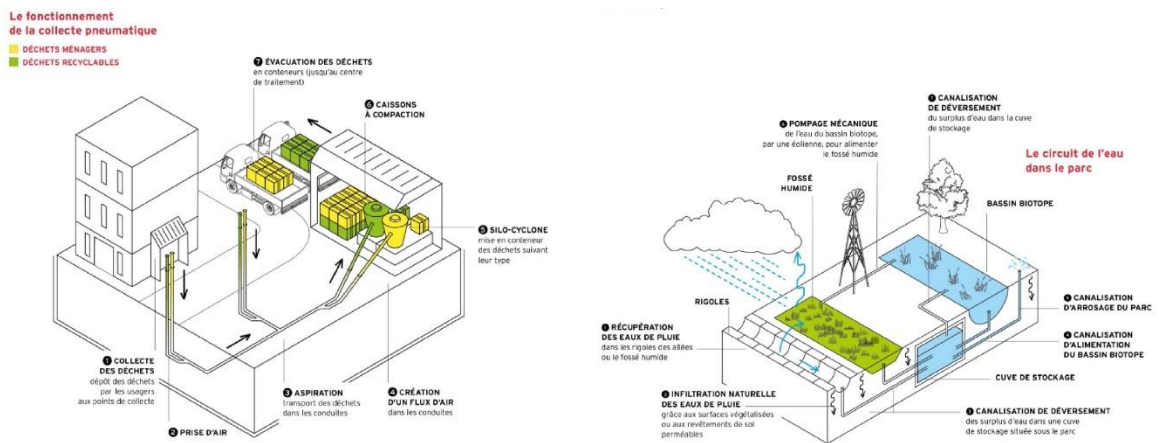 Le fonctionnement
de la collecte pneumatique
DÉCHETS MÉNAGERS
DÉCHETS RECYCLABLES
7 ÉVACUATION DES DÉCHETS
en conteneurs (jusqu'au centre
de traitement)
6 CAISSONS
À COMPACTION
5 SILO-CYCLONE
mise en conteneur
des déchets suivant
leur type
1 COLLECTE
DES DÉCHETS
dépôt des déchets
par les usagers
aux points de collecte
2 PRISE D'AIR
3 ASPIRATION
transport des déchets
dans les conduites
4 CRÉATION
D'UN FLUX D'AIR
dans les conduites
7 CANALISATION
DE DÉVERSEMENT
du surplus d'eau dans la cuve
de stockage
6 POMPAGE MÉCANIQUE
de l'eau du bassin biotope,
par une éolienne, pour alimenter
le fossé humide
Le circuit de l'eau
dans le parc
FOSSÉ
HUMIDE
BASSIN BIOTOPE
RIGOLES
1 RÉCUPÉRATION
DES EAUX DE PLUIE
dans les rigoles des allées
ou le fossé humide
2 INFILTRATION NATURELLE
DES EAUX DE PLUIE
grâce aux surfaces végétalisées
ou aux revêtements de sol
perméables
CANALISATION
D'ARROSAGE DU PARC
CANALISATION
D'ALIMENTATION
DU BASSIN BIOTOPE
CUVE DE STOCKAGE
CANALISATION DE DÉVERSEMENT
des surplus d'eau dans une cuve
de stockage située sous le parc